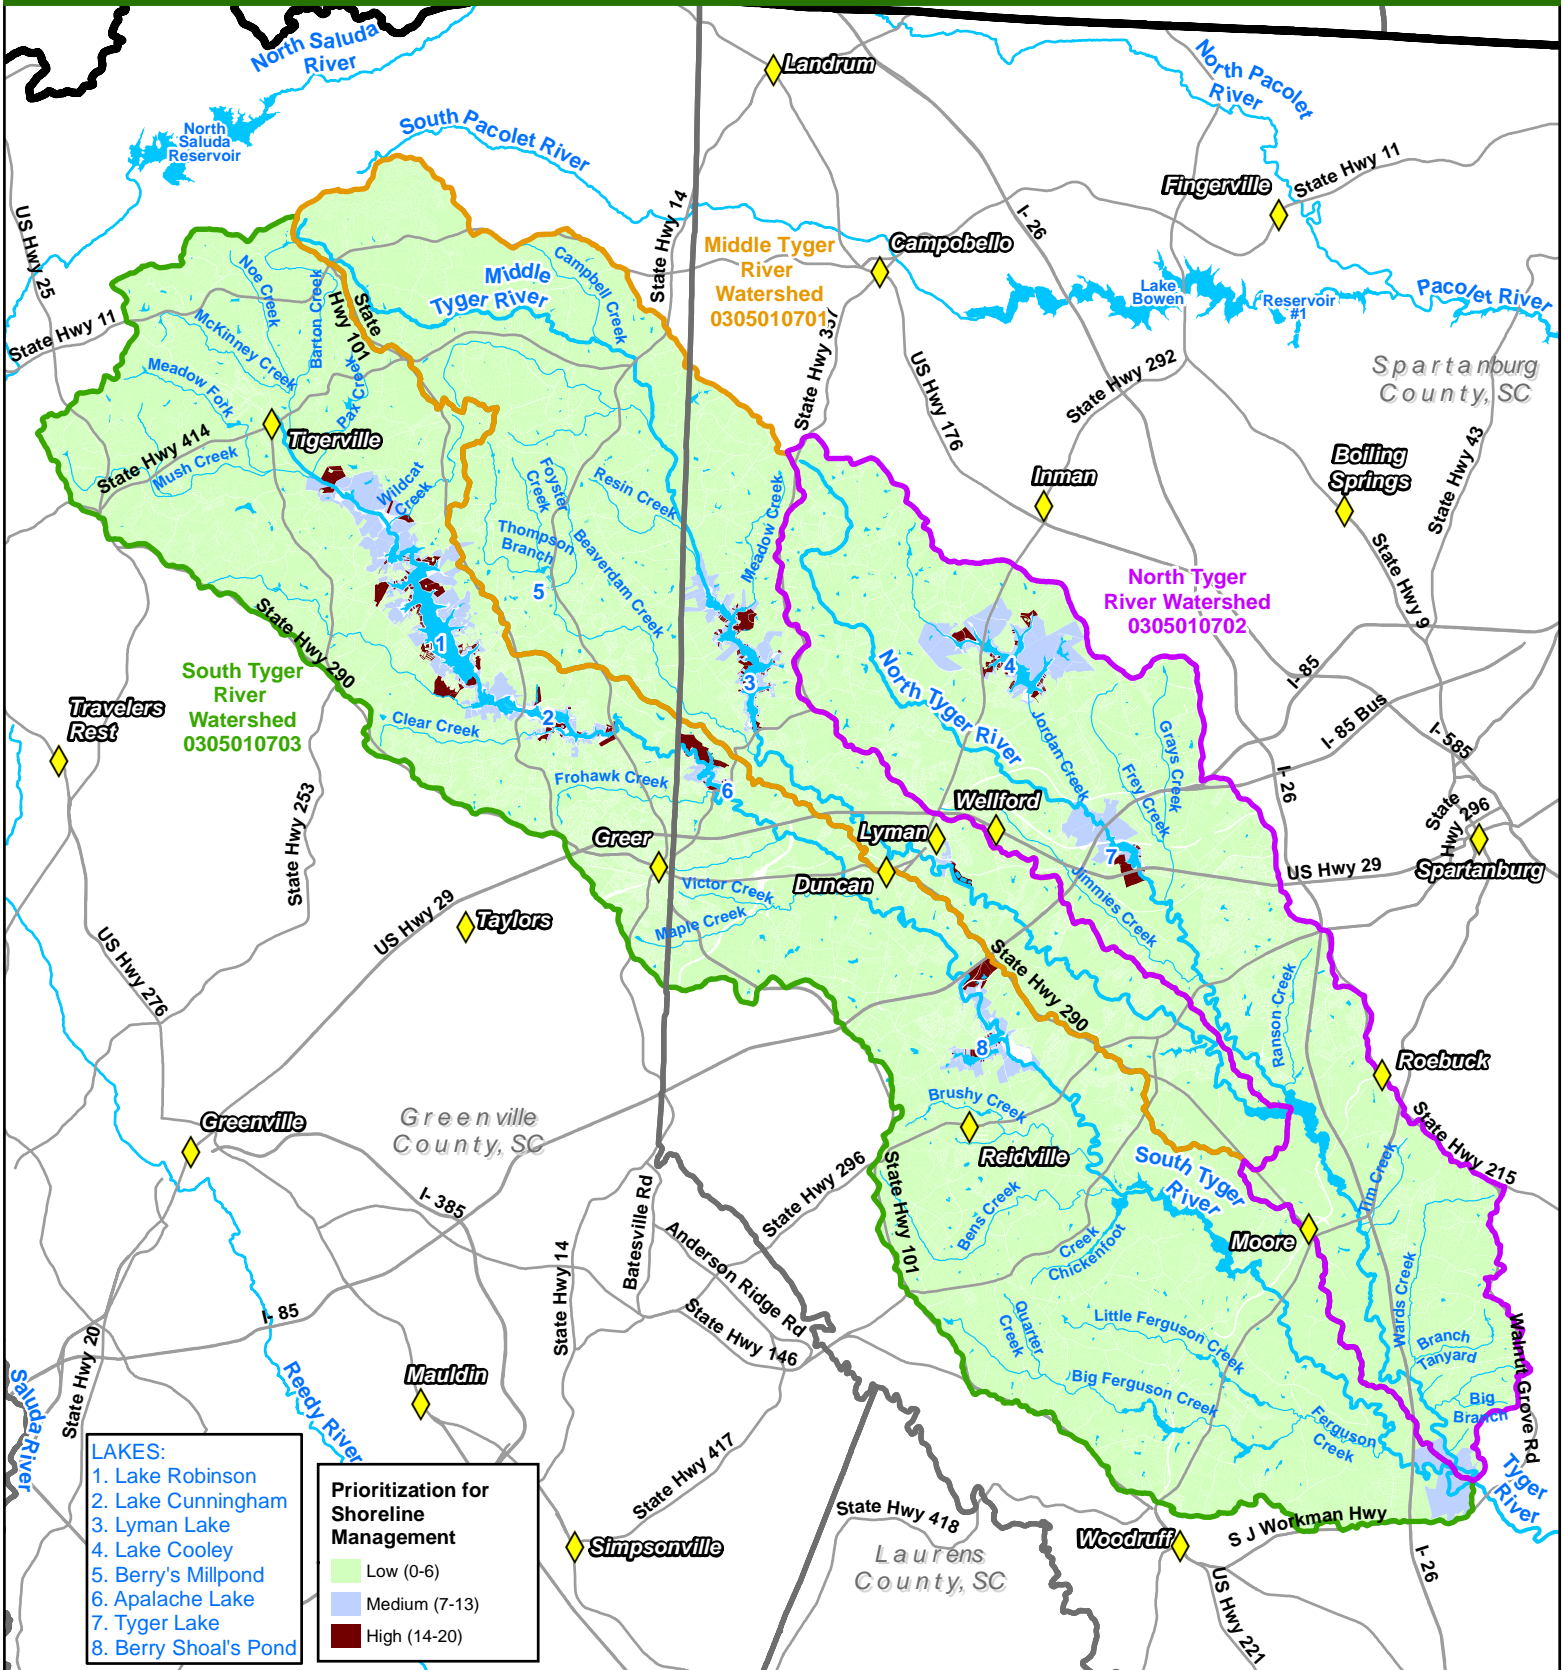 North Saluda
River
Landrum
North Pacolet
River
North
Saluda
Reservoir
South Pacolet River
State Hwy 11
Fingerville
US Hwy 25
State Hwy 14
I- 26
Campobello
Middle Tyger
River
Watershed
0305010701
Noe Creek
Barton Creek
State
Hwy 101
Middle
Tyger River
Campbell Creek
Lake
Bowen
Reservoir
#1
Pacolet River
State Hwy 11
McKinney Creek
Meadow Fork
Pax Creek
State Hwy 357
US Hwy 176
State Hwy 292
Spartanburg
County, SC
Tigerville
State Hwy 414
Mush Creek
Wildcat
Creek
Foyster
Creek
Resin Creek
Meadow Creek
Inman
Boiling
Springs
State Hwy 43
Thompson
Branch
Beaverdam Creek
5
State Hwy 9
North Tyger
River Watershed
0305010702
State Hwy 290
1
South Tyger
River
Watershed
0305010703
3
4
North Tyger River
I- 85
Travelers
Rest
Clear Creek
2
Jordan Creek
Grays Creek
Frey Creek
I- 85 Bus
I- 585
State Hwy 253
Frohawk Creek
6
I- 26
Wellford
Greer
Lyman
7
State
Hwy 296
Spartanburg
Duncan
US Hwy 29
Victor Creek
Jimmies Creek
Maple Creek
Taylors
US Hwy 29
US Hwy 276
State Hwy 290
Ranson Creek
8
Roebuck
Brushy Creek
Greenville
Greenville
County, SC
Reidville
State Hwy 215
State Hwy 296
State Hwy 101
South Tyger
River
Tim Creek
I- 385
Batesville Rd
Bens Creek
Creek
Chickenfoot
Moore
State Hwy 14
Anderson Ridge Rd
Wards Creek
State Hwy 146
Quarter
Creek
Little Ferguson Creek
Branch
Tanyard
Walnut Grove Rd
I- 85
State Hwy 20
Saluda River
Reedy River
Mauldin
Big Ferguson Creek
Big
Branch
Ferguson
Creek
Tyger
River
State Hwy 417
State Hwy 418
Simpsonville
Laurens
County, SC
Woodruff
S J Workman Hwy
I- 26
US Hwy 221
LAKES:
1. Lake Robinson
2. Lake Cunningham
3. Lyman Lake
4. Lake Cooley
5. Berry's Millpond
6. Apalache Lake
7. Tyger Lake
8. Berry Shoal's Pond
Prioritization for
Shoreline
Management
Low (0-6)
Medium (7-13)
High (14-20)